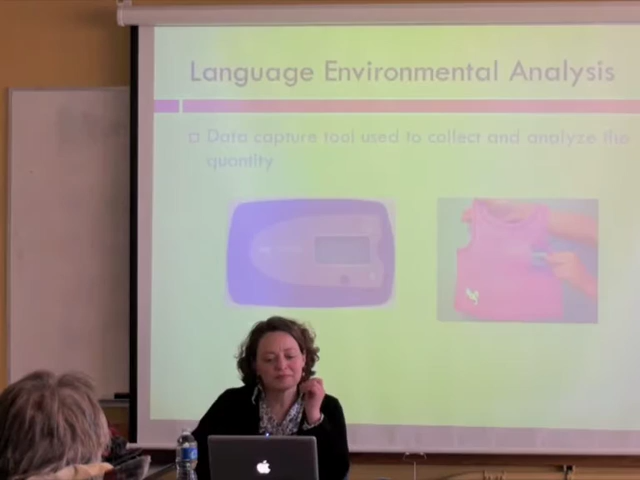 Language Environmental Analysis
Data capture tool used to collect and analyze the
quantity